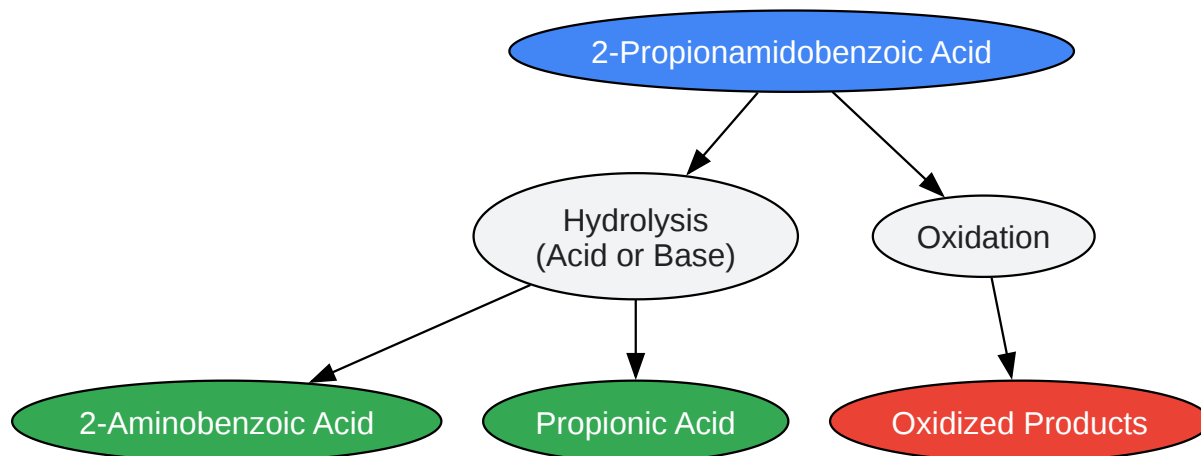 2-Propionamidobenzoic Acid
Hydrolysis
(Acid or Base)
Oxidation
2-Aminobenzoic Acid
Propionic Acid
Oxidized Products